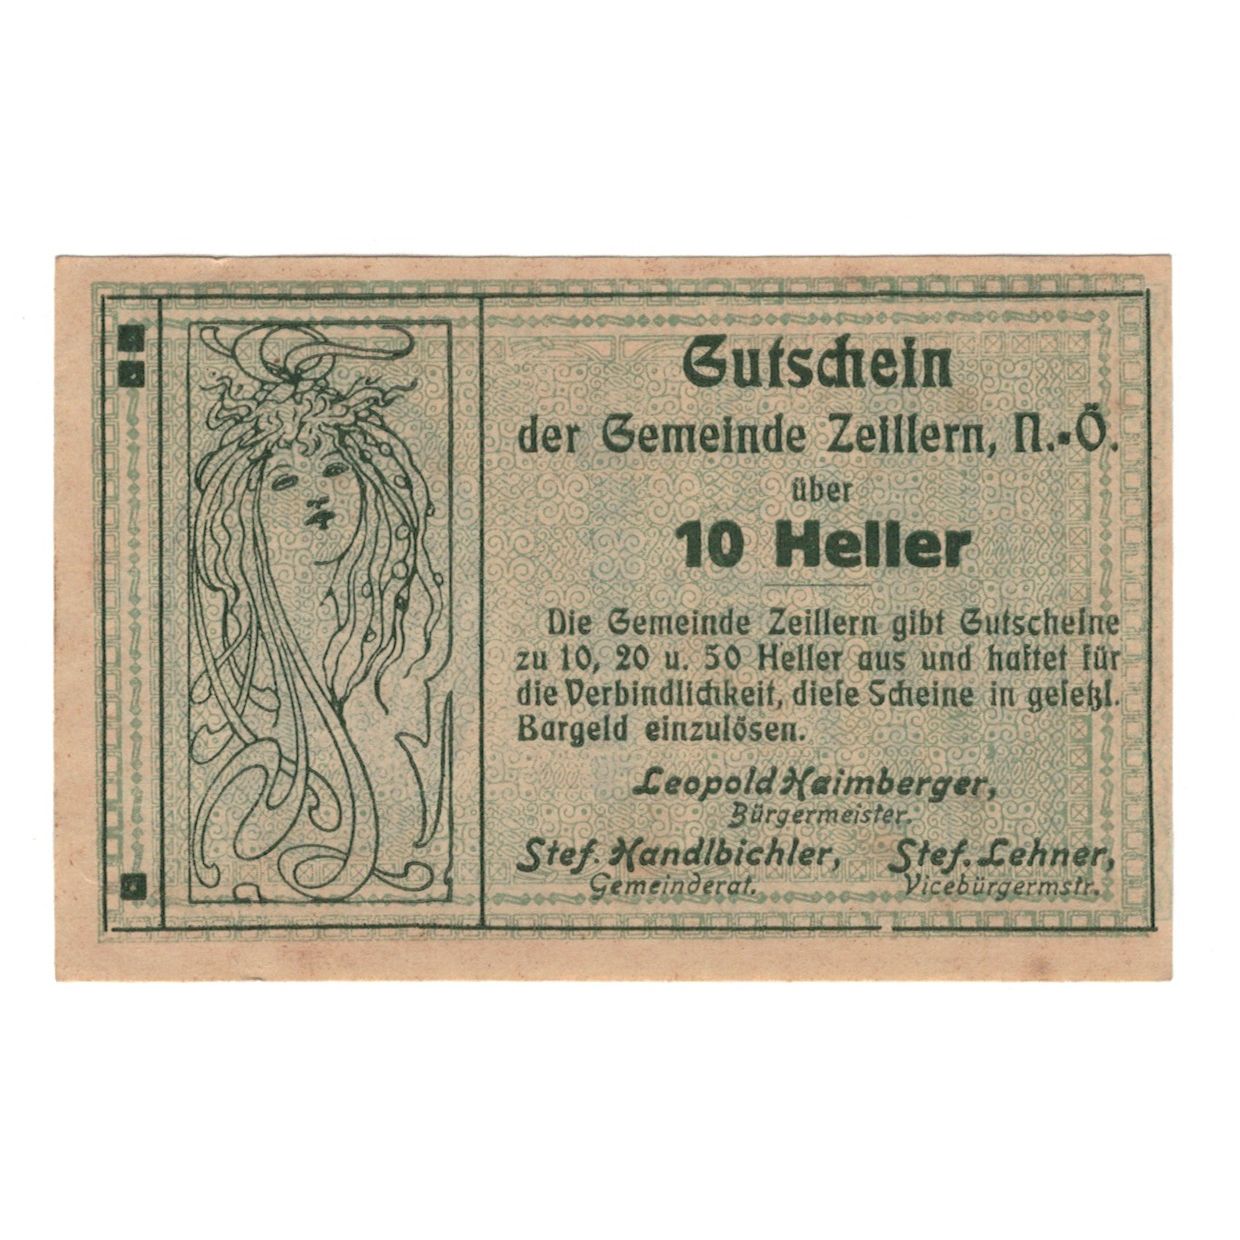 Gutschein
der Gemeinde Zeillern, N.-Ö.
über
10 Heller
Die Gemeinde Zeillern gibt Gutscheine
zu 10, 20 u. 50 Heller aus und haftet für
die Verbindlichkeit, diese Scheine in gesetzl.
Bargeld einzulösen.
Leopold Haimberger,
Bürgermeister.
Stef. Handlbichler, Stef. Lehner,
Gemeinderat. Vicebürgermstr.